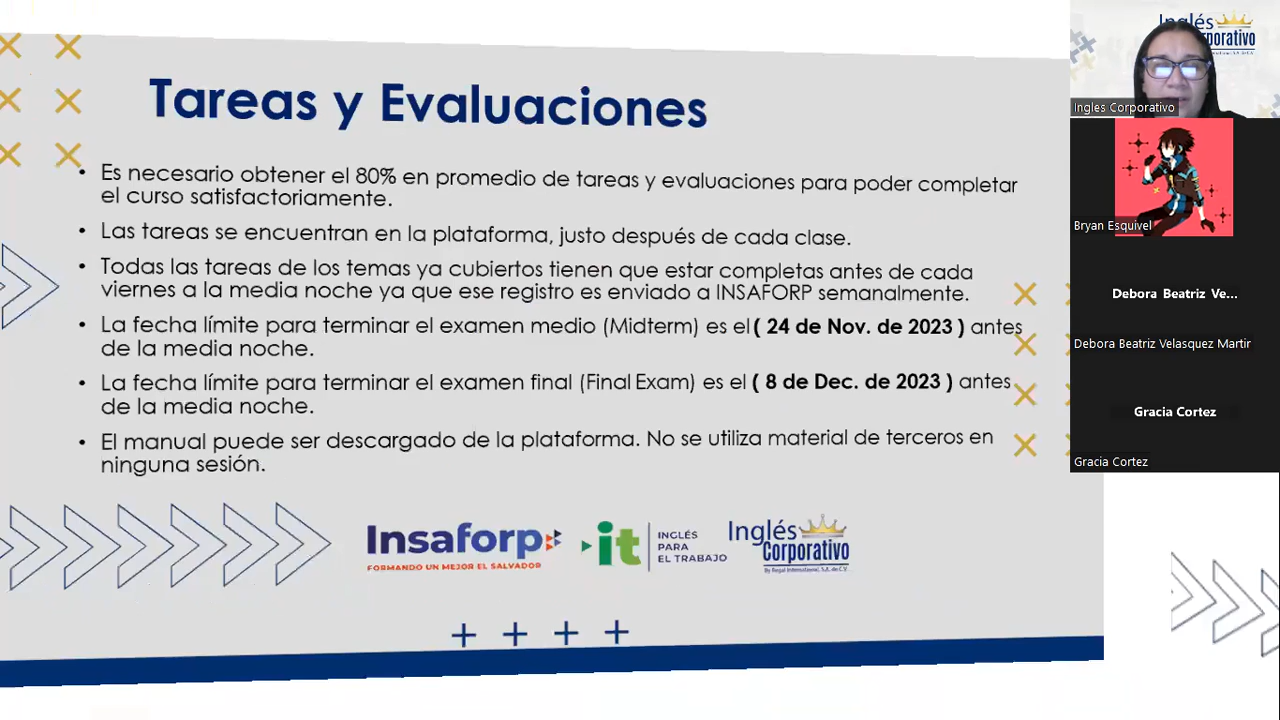 Tareas y Evaluaciones
• Es necesario obtener el 80% en promedio de tareas y evaluaciones para poder completar
el curso satisfactoriamente.
• Las tareas se encuentran en la plataforma, justo después de cada clase.
• Todas las tareas de los temas ya cubiertos tienen que estar completas antes de cada
viernes a la media noche ya que ese registro es enviado a INSAFORP semanalmente.
• La fecha límite para terminar el examen medio (Midterm) es el ( 24 de Nov. de 2023 ) antes
de la media noche.
• La fecha límite para terminar el examen final (Final Exam) es el ( 8 de Dec. de 2023 ) antes
de la media noche.
• El manual puede ser descargado de la plataforma. No se utiliza material de terceros en
ninguna sesión.
Insaforp
FORMANDO UN MEJOR EL SALVADOR
it
INGLÉS
PARA
EL TRABAJO
Inglés
Corporativo
By Regal International, S.A. de C.V.
Inglés
Corporativo
Ingles Corporativo
Bryan Esquivel
Debora Beatriz Ve...
Debora Beatriz Velasquez Martir
Gracia Cortez
Gracia Cortez